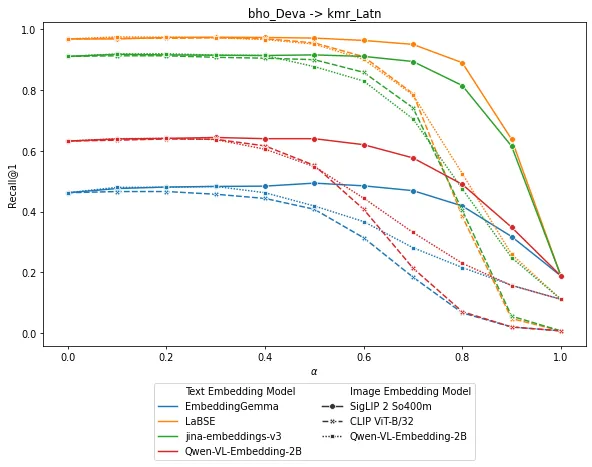 bho_Deva -> kmr_Latn
1.0
0.8
0.6
0.4
0.2
0.0
Recall@1
0.0 0.2 0.4 0.6 0.8 1.0
α
Text Embedding Model Image Embedding Model
EmbeddingGemma SigLIP 2 So400m
LaBSE CLIP ViT-B/32
jina-embeddings-v3 Qwen-VL-Embedding-2B
Qwen-VL-Embedding-2B